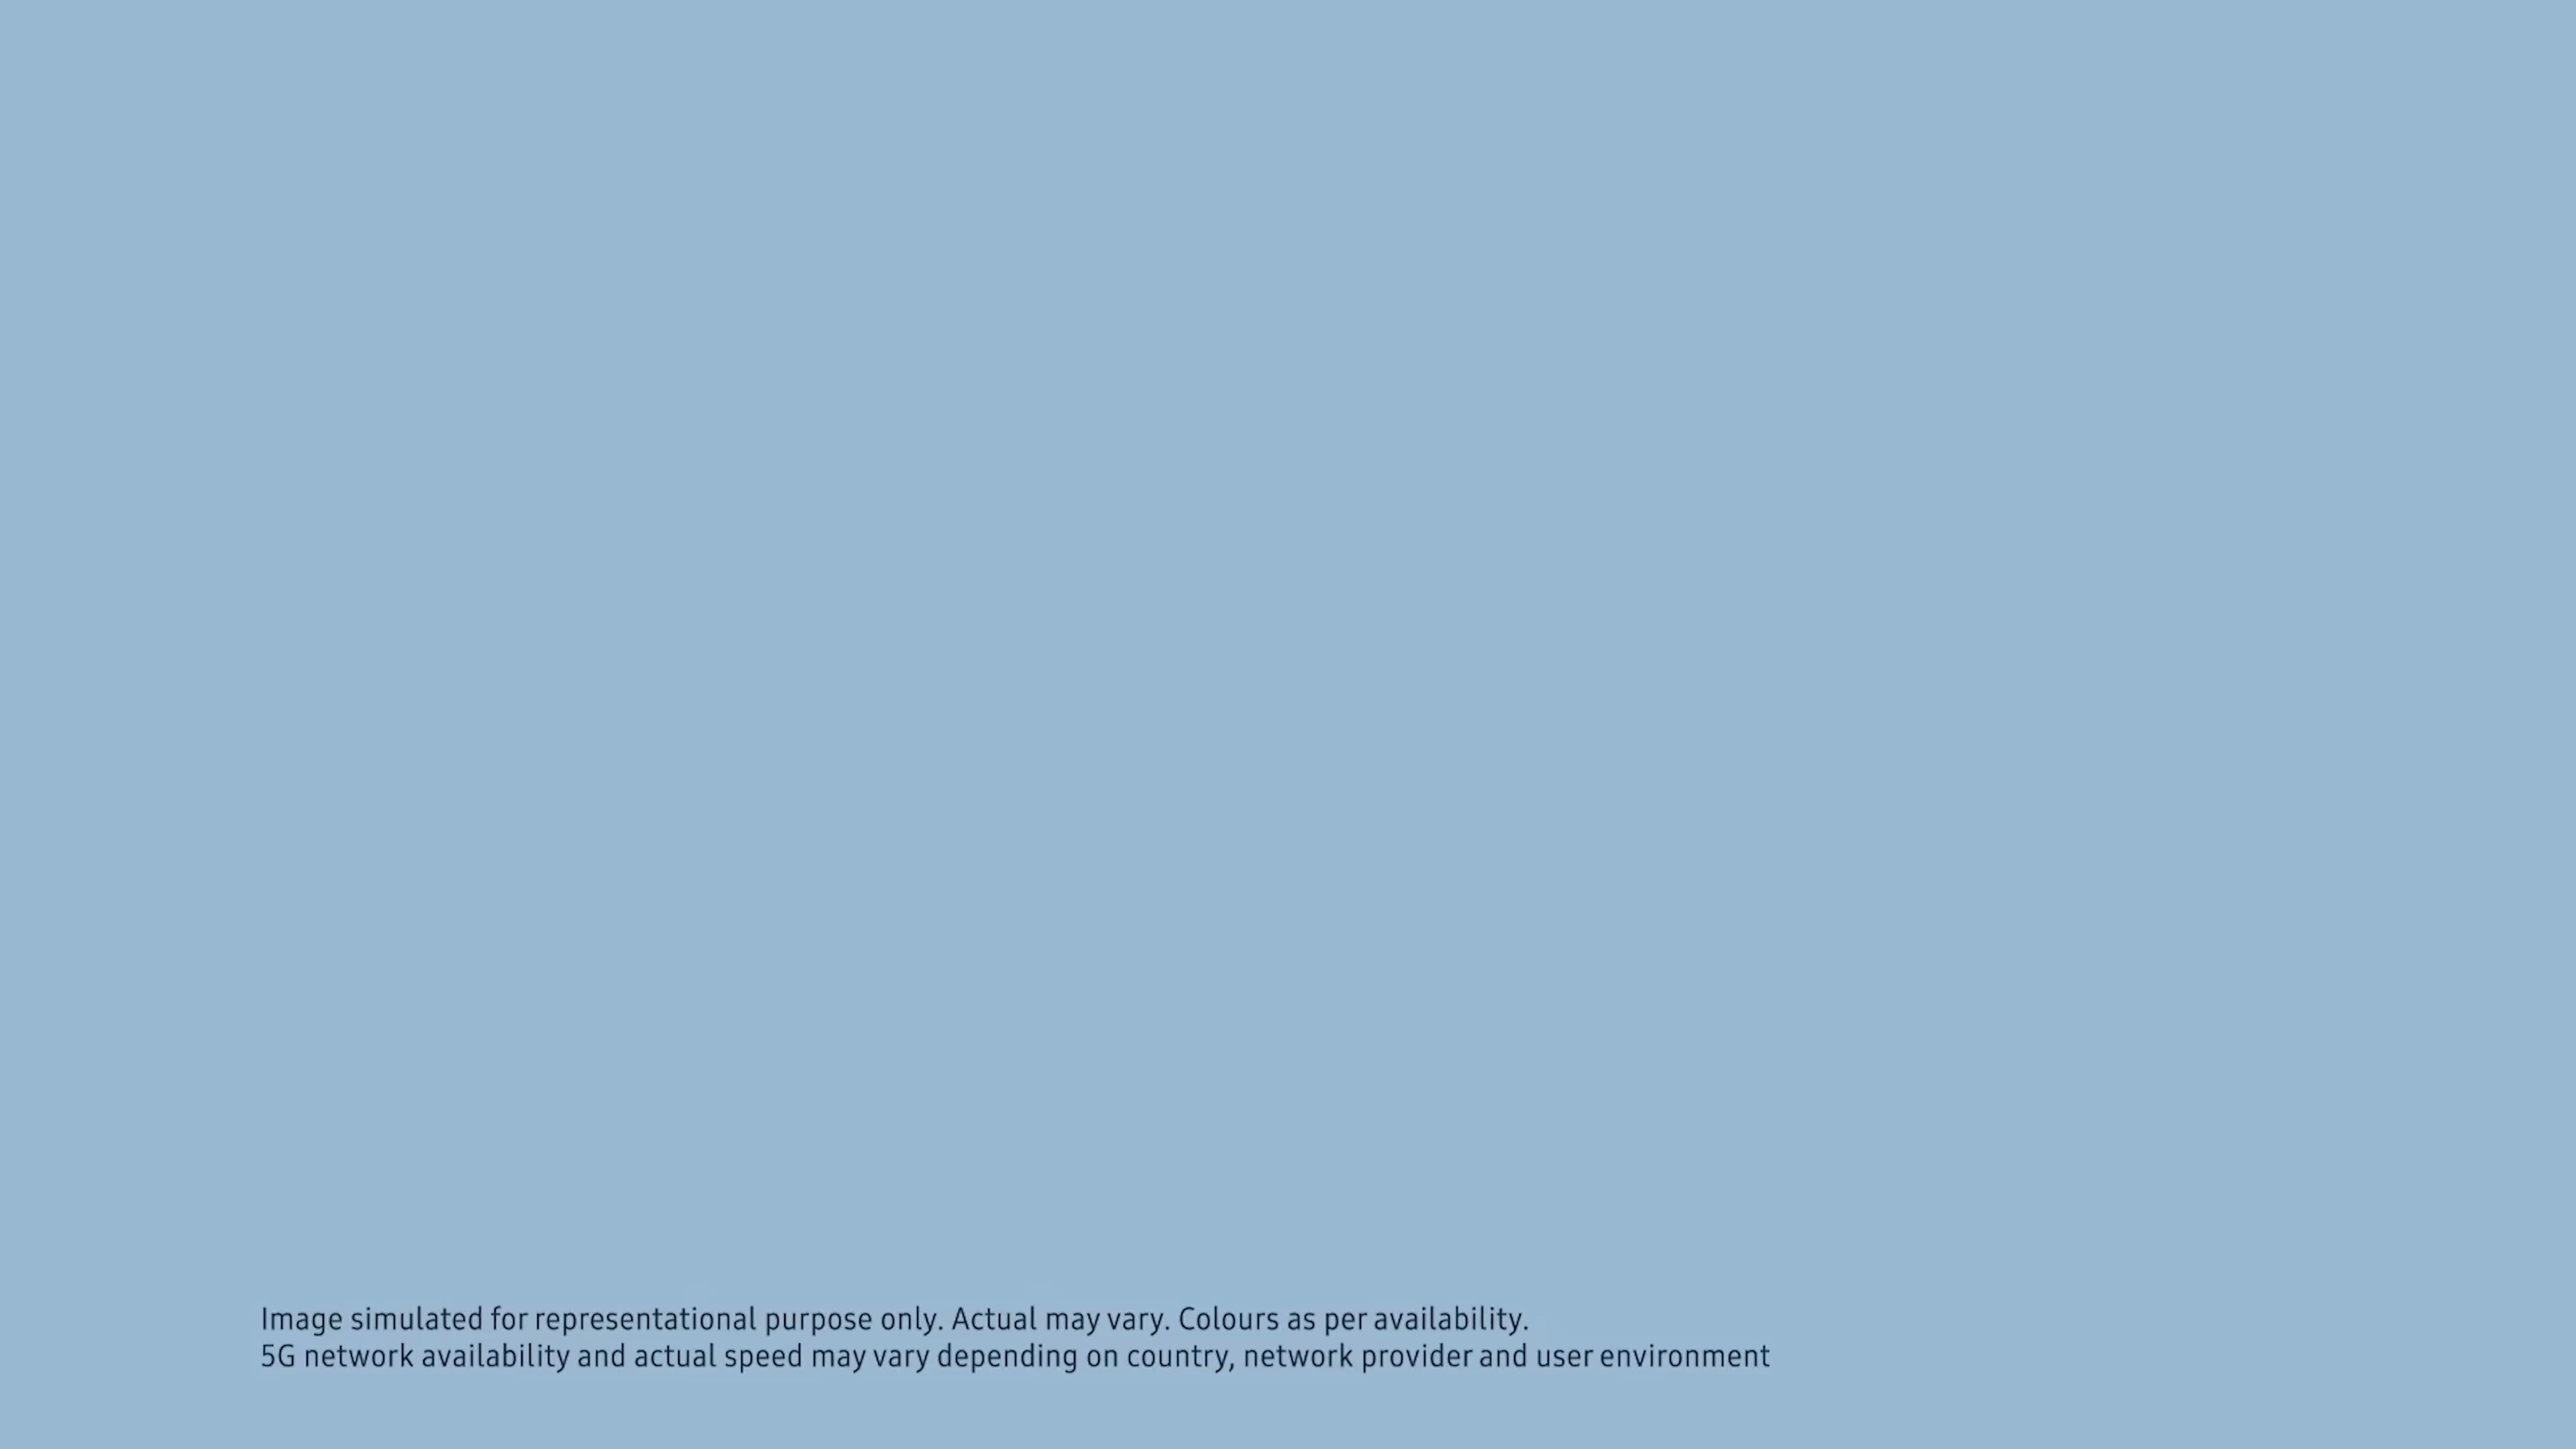 Image simulated for representational purpose only. Actual may vary. Colours as per availability.
5G network availability and actual speed may vary depending on country, network provider and user environment